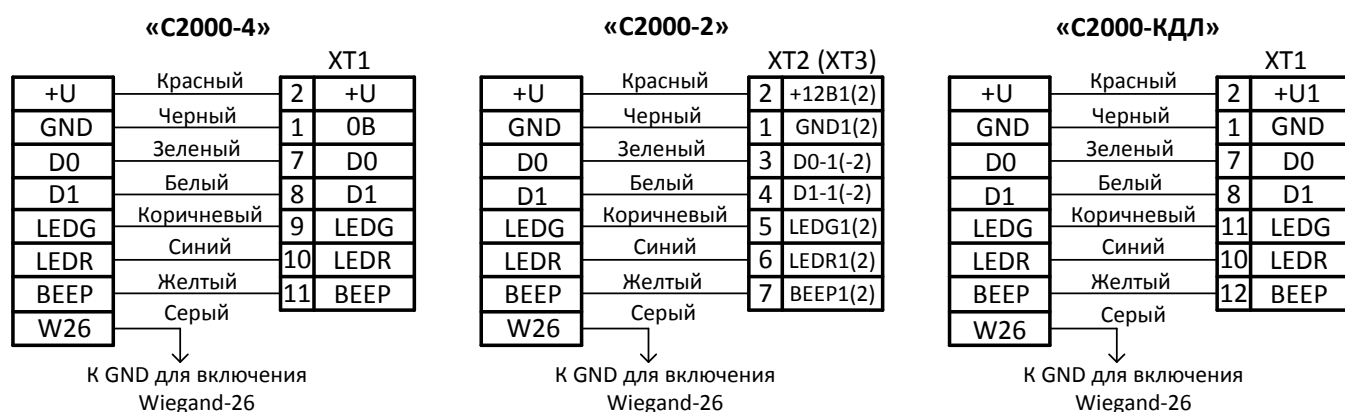 «С2000-4»
XT1
+U Красный 2 +U
GND Черный 1 0В
D0 Зеленый 7 D0
D1 Белый 8 D1
LEDG Коричневый 9 LEDG
LEDR Синий 10 LEDR
BEEP Желтый 11 BEEP
W26 Серый
К GND для включения
Wiegand-26
«С2000-2»
XT2 (XT3)
+U Красный 2 +12В1(2)
GND Черный 1 GND1(2)
D0 Зеленый 3 D0-1(-2)
D1 Белый 4 D1-1(-2)
LEDG Коричневый 5 LEDG1(2)
LEDR Синий 6 LEDR1(2)
BEEP Желтый 7 BEEP1(2)
W26 Серый
К GND для включения
Wiegand-26
«С2000-КДЛ»
XT1
+U Красный 2 +U1
GND Черный 1 GND
D0 Зеленый 7 D0
D1 Белый 8 D1
LEDG Коричневый 11 LEDG
LEDR Синий 10 LEDR
BEEP Желтый 12 BEEP
W26 Серый
К GND для включения
Wiegand-26